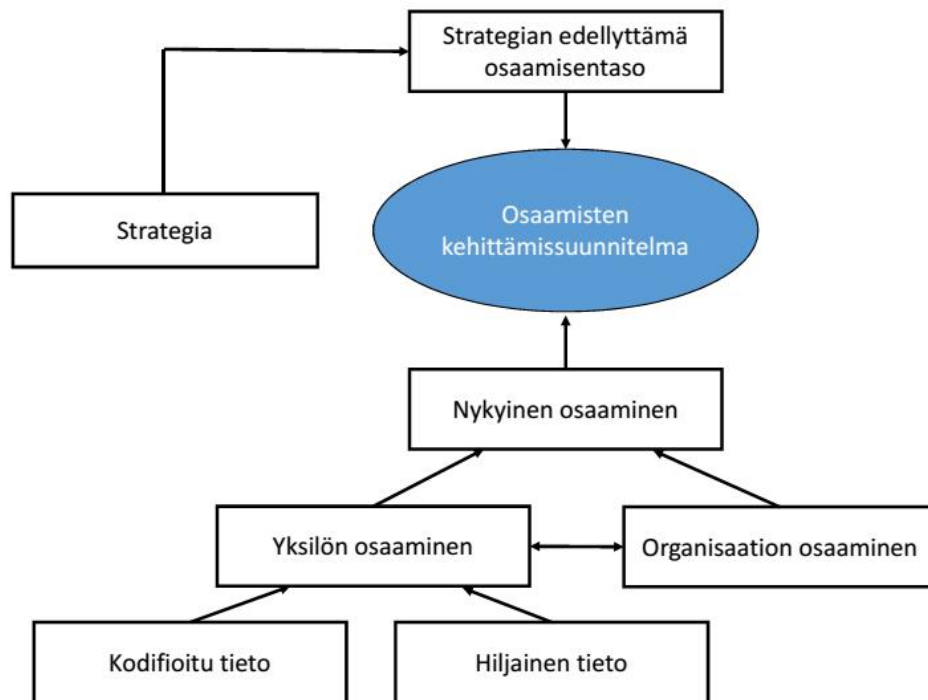 Strategian edellyttämä
osaamisentaso
Strategia
Osaamisten
kehittämissuunnitelma
Nykyinen osaaminen
Yksilön osaaminen
Organisaation osaaminen
Kodifioitu tieto
Hiljainen tieto